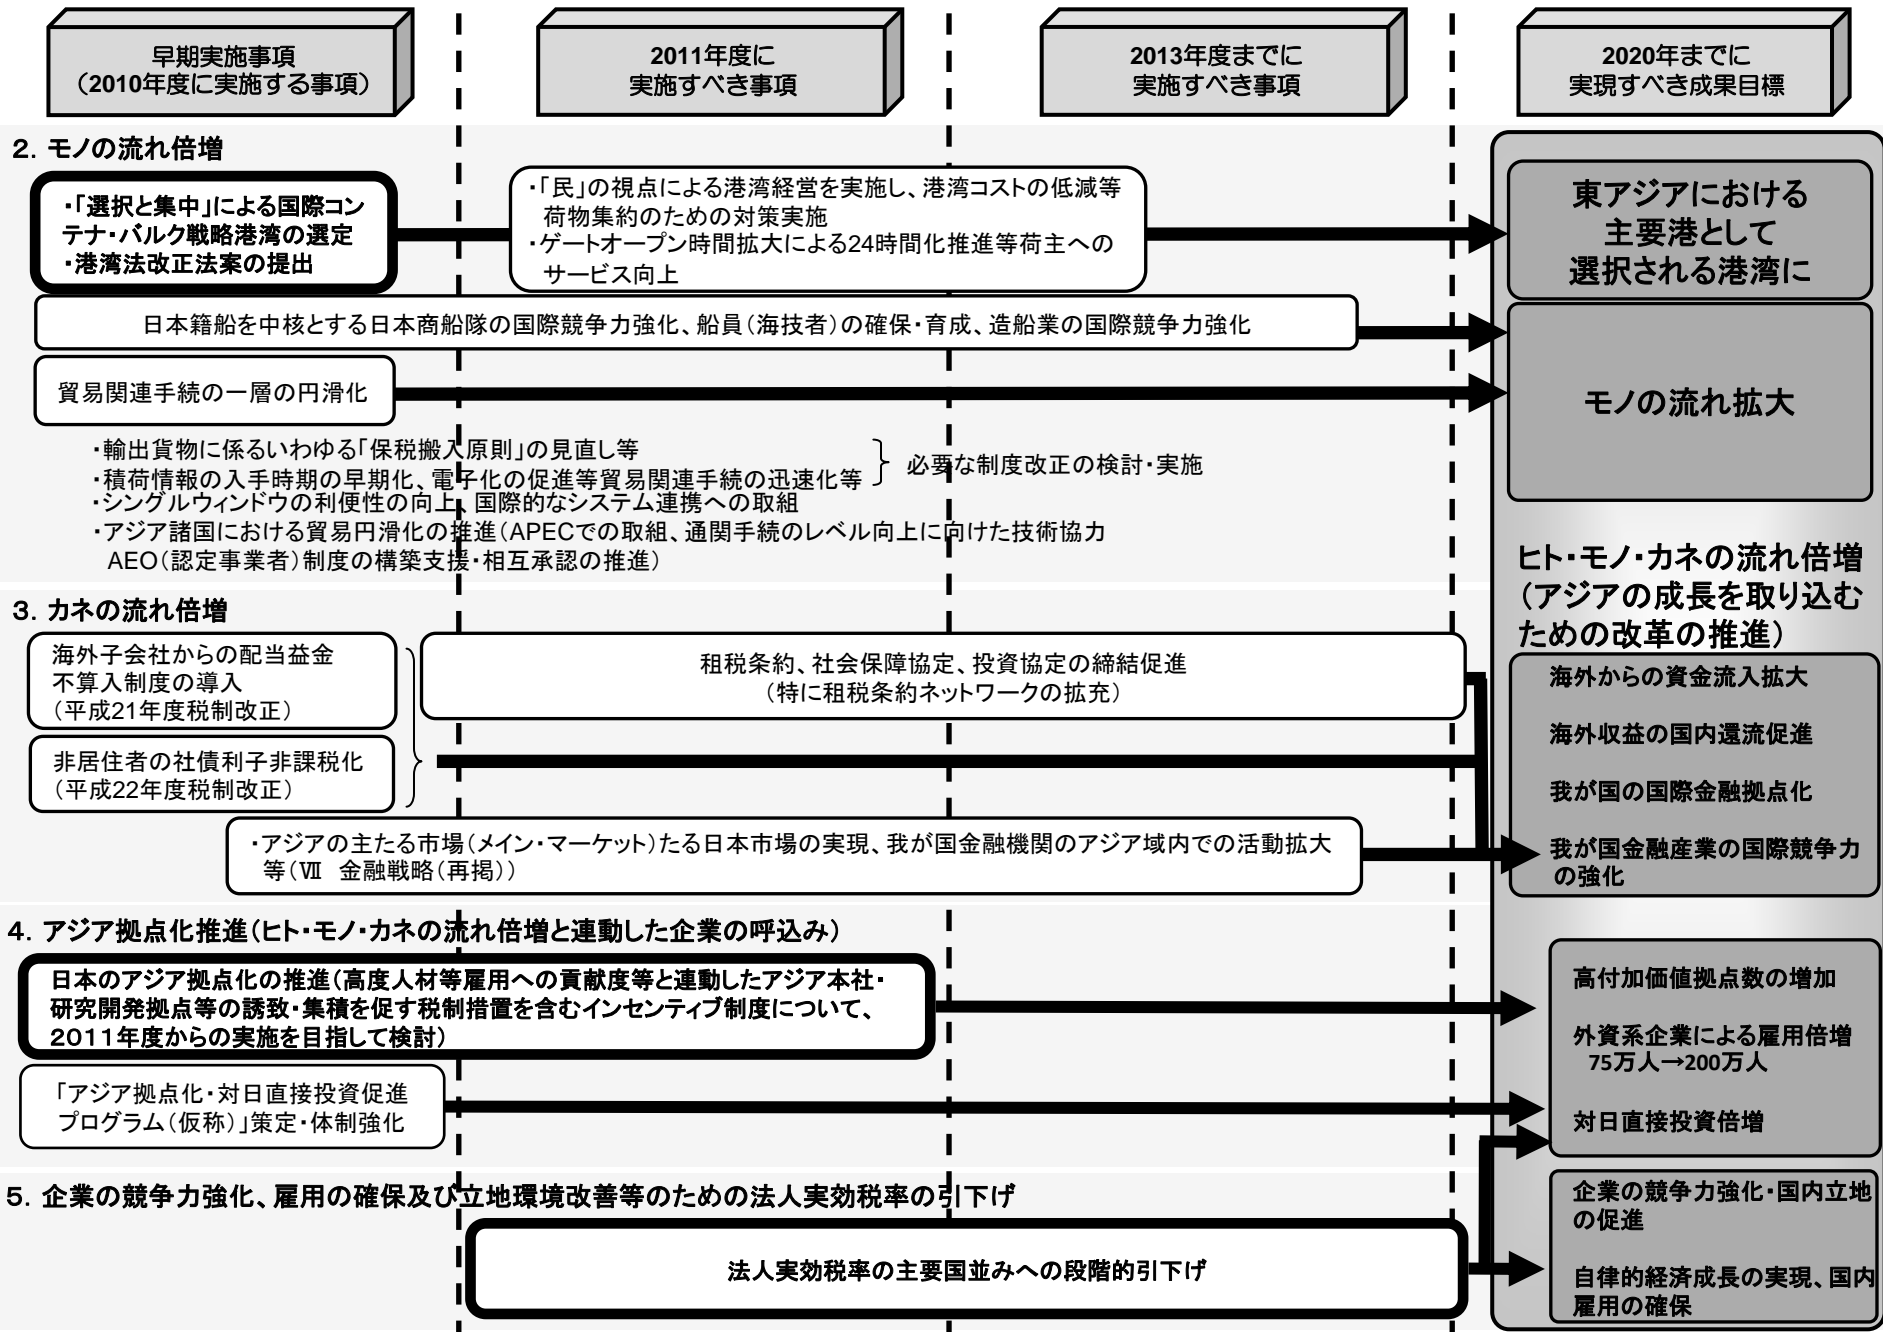 早期実施事項
（2010年度に実施する事項）
2011年度に
実施すべき事項
2013年度までに
実施すべき事項
2020年までに
実現すべき成果目標
２．モノの流れ倍増
・「選択と集中」による国際コン
テナ・バルク戦略港湾の選定
・港湾法改正法案の提出
・「民」の視点による港湾経営を実施し、港湾コストの低減等
荷物集約のための対策実施
・ゲートオープン時間拡大による24時間化推進等荷主への
サービス向上
東アジアにおける
主要港として
選択される港湾に
日本籍船を中核とする日本商船隊の国際競争力強化、船員（海技者）の確保・育成、造船業の国際競争力強化
貿易関連手続の一層の円滑化
モノの流れ拡大
・輸出貨物に係るいわゆる「保税搬入原則」の見直し等
・積荷情報の入手時期の早期化、電子化の促進等貿易関連手続の迅速化等
必要な制度改正の検討・実施
・シングルウィンドウの利便性の向上、国際的なシステム連携への取組
・アジア諸国における貿易円滑化の推進（APECでの取組、通関手続のレベル向上に向けた技術協力
AEO（認定事業者）制度の構築支援・相互承認の推進）
ヒト・モノ・カネの流れ倍増
（アジアの成長を取り込む
ための改革の推進）
３．カネの流れ倍増
海外子会社からの配当益金
不算入制度の導入
（平成21年度税制改正）
租税条約、社会保障協定、投資協定の締結促進
（特に租税条約ネットワークの拡充）
非居住者の社債利子非課税化
（平成22年度税制改正）
・アジアの主たる市場（メイン・マーケット）たる日本市場の実現、我が国金融機関のアジア域内での活動拡大
等（Ⅶ　金融戦略（再掲））
海外からの資金流入拡大
海外収益の国内還流促進
我が国の国際金融拠点化
我が国金融産業の国際競争力
の強化
４．アジア拠点化推進（ヒト・モノ・カネの流れ倍増と連動した企業の呼込み）
日本のアジア拠点化の推進（高度人材等雇用への貢献度等と連動したアジア本社・
研究開発拠点等の誘致・集積を促す税制措置を含むインセンティブ制度について、
２０１１年度からの実施を目指して検討）
「アジア拠点化・対日直接投資促進
プログラム（仮称）」策定・体制強化
高付加価値拠点数の増加
外資系企業による雇用倍増
75万人→200万人
対日直接投資倍増
５．企業の競争力強化、雇用の確保及び立地環境改善等のための法人実効税率の引下げ
法人実効税率の主要国並みへの段階的引下げ
企業の競争力強化・国内立地
の促進
自律的経済成長の実現、国内
雇用の確保